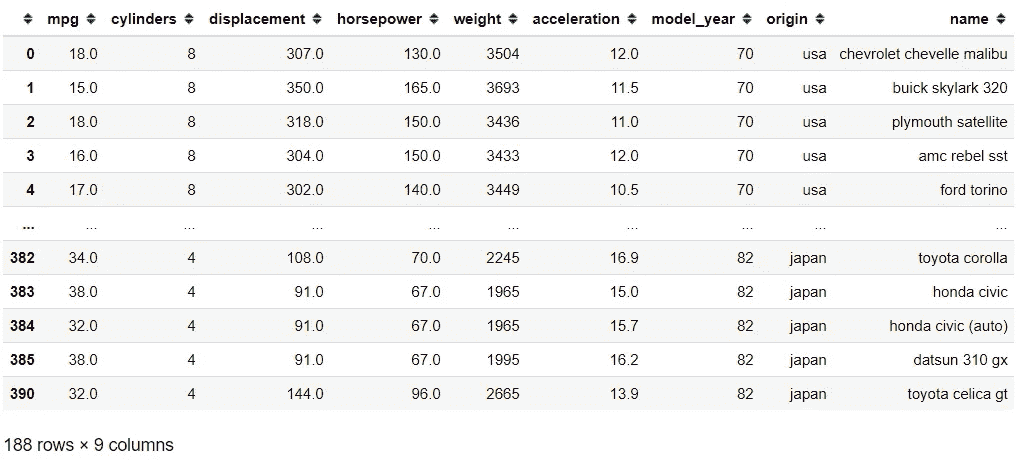 mpg cylinders displacement horsepower weight acceleration model_year origin name
0 18.0 8 307.0 130.0 3504 12.0 70 usa chevrolet chevelle malibu
1 15.0 8 350.0 165.0 3693 11.5 70 usa buick skylark 320
2 18.0 8 318.0 150.0 3436 11.0 70 usa plymouth satellite
3 16.0 8 304.0 150.0 3433 12.0 70 usa amc rebel sst
4 17.0 8 302.0 140.0 3449 10.5 70 usa ford torino
... ... ... ... ... ... ... ... ... ...
382 34.0 4 108.0 70.0 2245 16.9 82 japan toyota corolla
383 38.0 4 91.0 67.0 1965 15.0 82 japan honda civic
384 32.0 4 91.0 67.0 1965 15.7 82 japan honda civic (auto)
385 38.0 4 91.0 67.0 1995 16.2 82 japan datsun 310 gx
390 32.0 4 144.0 96.0 2665 13.9 82 japan toyota celica gt
188 rows × 9 columns